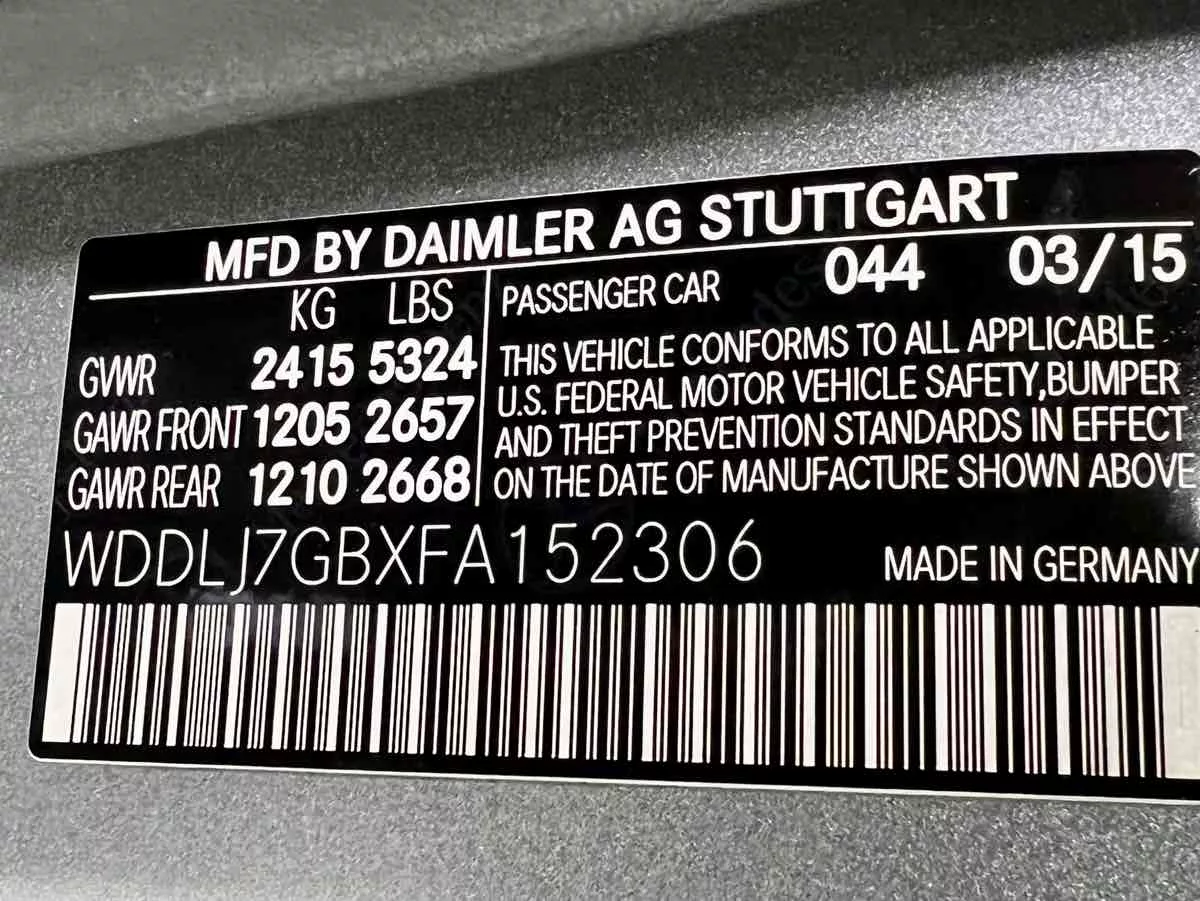 MFD BY DAIMLER AG STUTTGART
KG LBS
GVWR 2415 5324
GAWR FRONT 1205 2657
GAWR REAR 1210 2668
PASSENGER CAR 044 03/15
THIS VEHICLE CONFORMS TO ALL APPLICABLE
U.S. FEDERAL MOTOR VEHICLE SAFETY,BUMPER
AND THEFT PREVENTION STANDARDS IN EFFECT
ON THE DATE OF MANUFACTURE SHOWN ABOVE
WDDLJ7GBXFA152306
MADE IN GERMANY